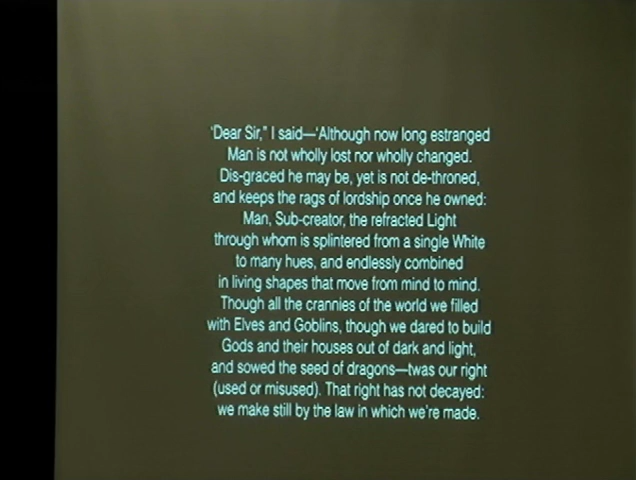 'Dear Sir," I said—'Although now long estranged
Man is not wholly lost nor wholly changed.
Dis-graced he may be, yet is not de-throned,
and keeps the rags of lordship once he owned:
Man, Sub-creator, the refracted Light
through whom is splintered from a single White
to many hues, and endlessly combined
in living shapes that move from mind to mind.
Though all the crannies of the world we filled
with Elves and Goblins, though we dared to build
Gods and their houses out of dark and light,
and sowed the seed of dragons—twas our right
(used or misused). That right has not decayed:
we make still by the law in which we're made.